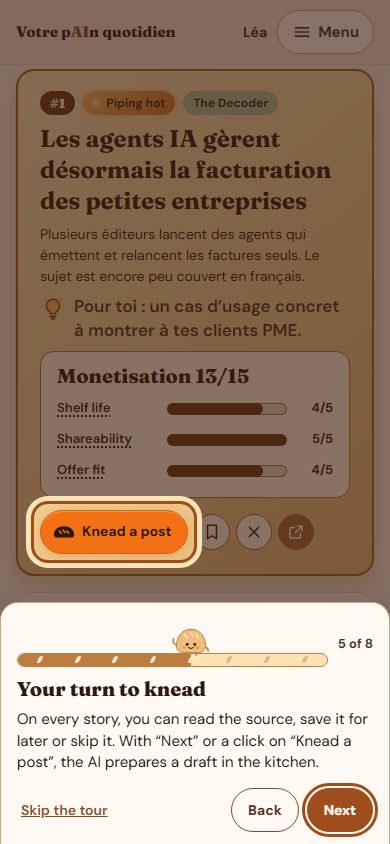 Votre pAIn quotidien
Léa
Menu
#1
Piping hot
The Decoder
Les agents IA gèrent
désormais la facturation
des petites entreprises
Plusieurs éditeurs lancent des agents qui
émettent et relancent les factures seuls. Le
sujet est encore peu couvert en français.
Pour toi : un cas d’usage concret
à montrer à tes clients PME.
Monetisation 13/15
Shelf life 4/5
Shareability 5/5
Offer fit 4/5
Knead a post
5 of 8
Your turn to knead
On every story, you can read the source, save it for
later or skip it. With “Next” or a click on “Knead a
post”, the AI prepares a draft in the kitchen.
Skip the tour
Back
Next